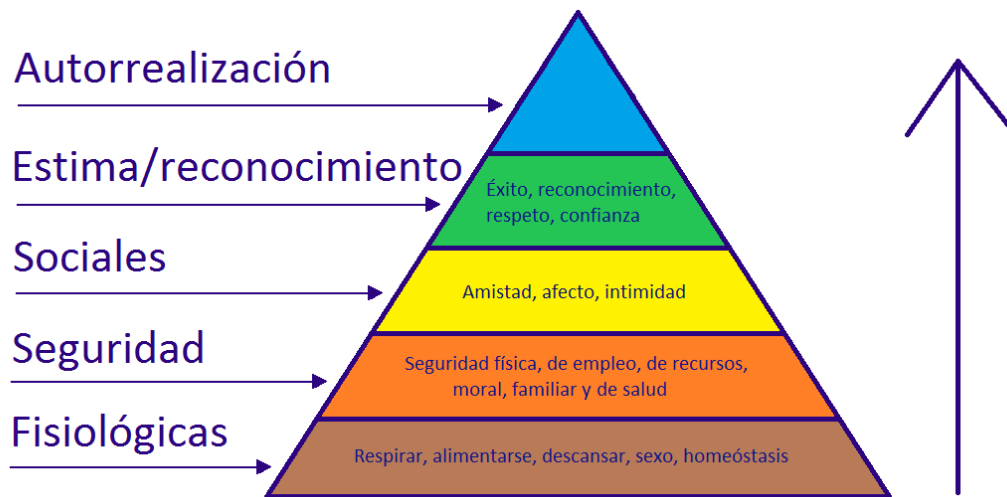 Autorrealización
Estima/reconocimiento
Éxito, reconocimiento,
respeto, confianza
Sociales
Amistad, afecto, intimidad
Seguridad
Seguridad física, de empleo, de recursos,
moral, familiar y de salud
Fisiológicas
Respirar, alimentarse, descansar, sexo, homeóstasis